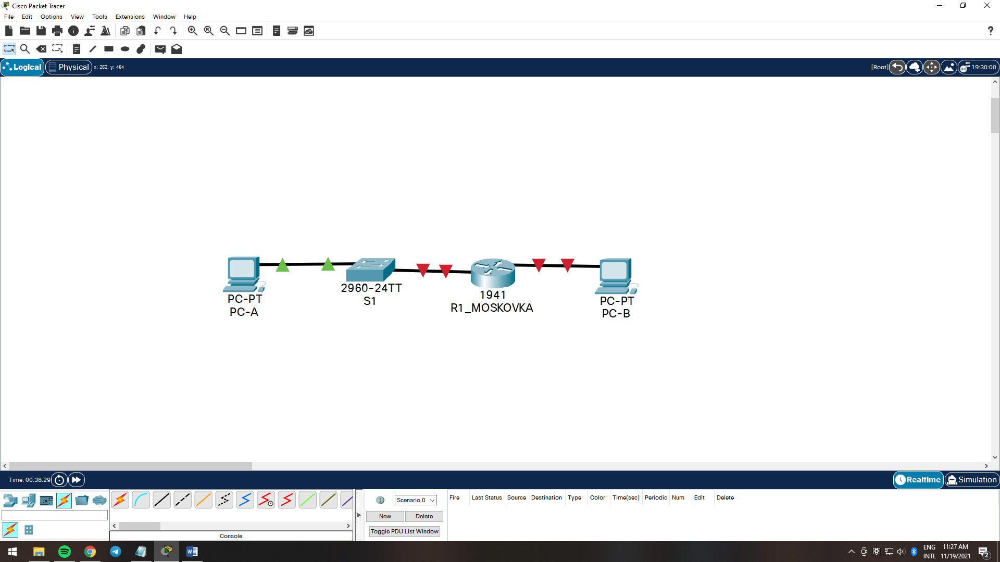 Cisco Packet Tracer
File Edit Options View Tools Extensions Window Help
Logical Physical x: 262, y: 464 [Root] 19:30:00
PC-PT
PC-A
2960-24TT
S1
1941
R1_MOSKOVKA
PC-PT
PC-B
Time: 00:38:29 Realtime Simulation
Scenario 0 Fire Last Status Source Destination Type Color Time(sec) Periodic Num Edit Delete
New Delete
Toggle PDU List Window
Console
ENG 11:27 AM
INTL 11/19/2021 2